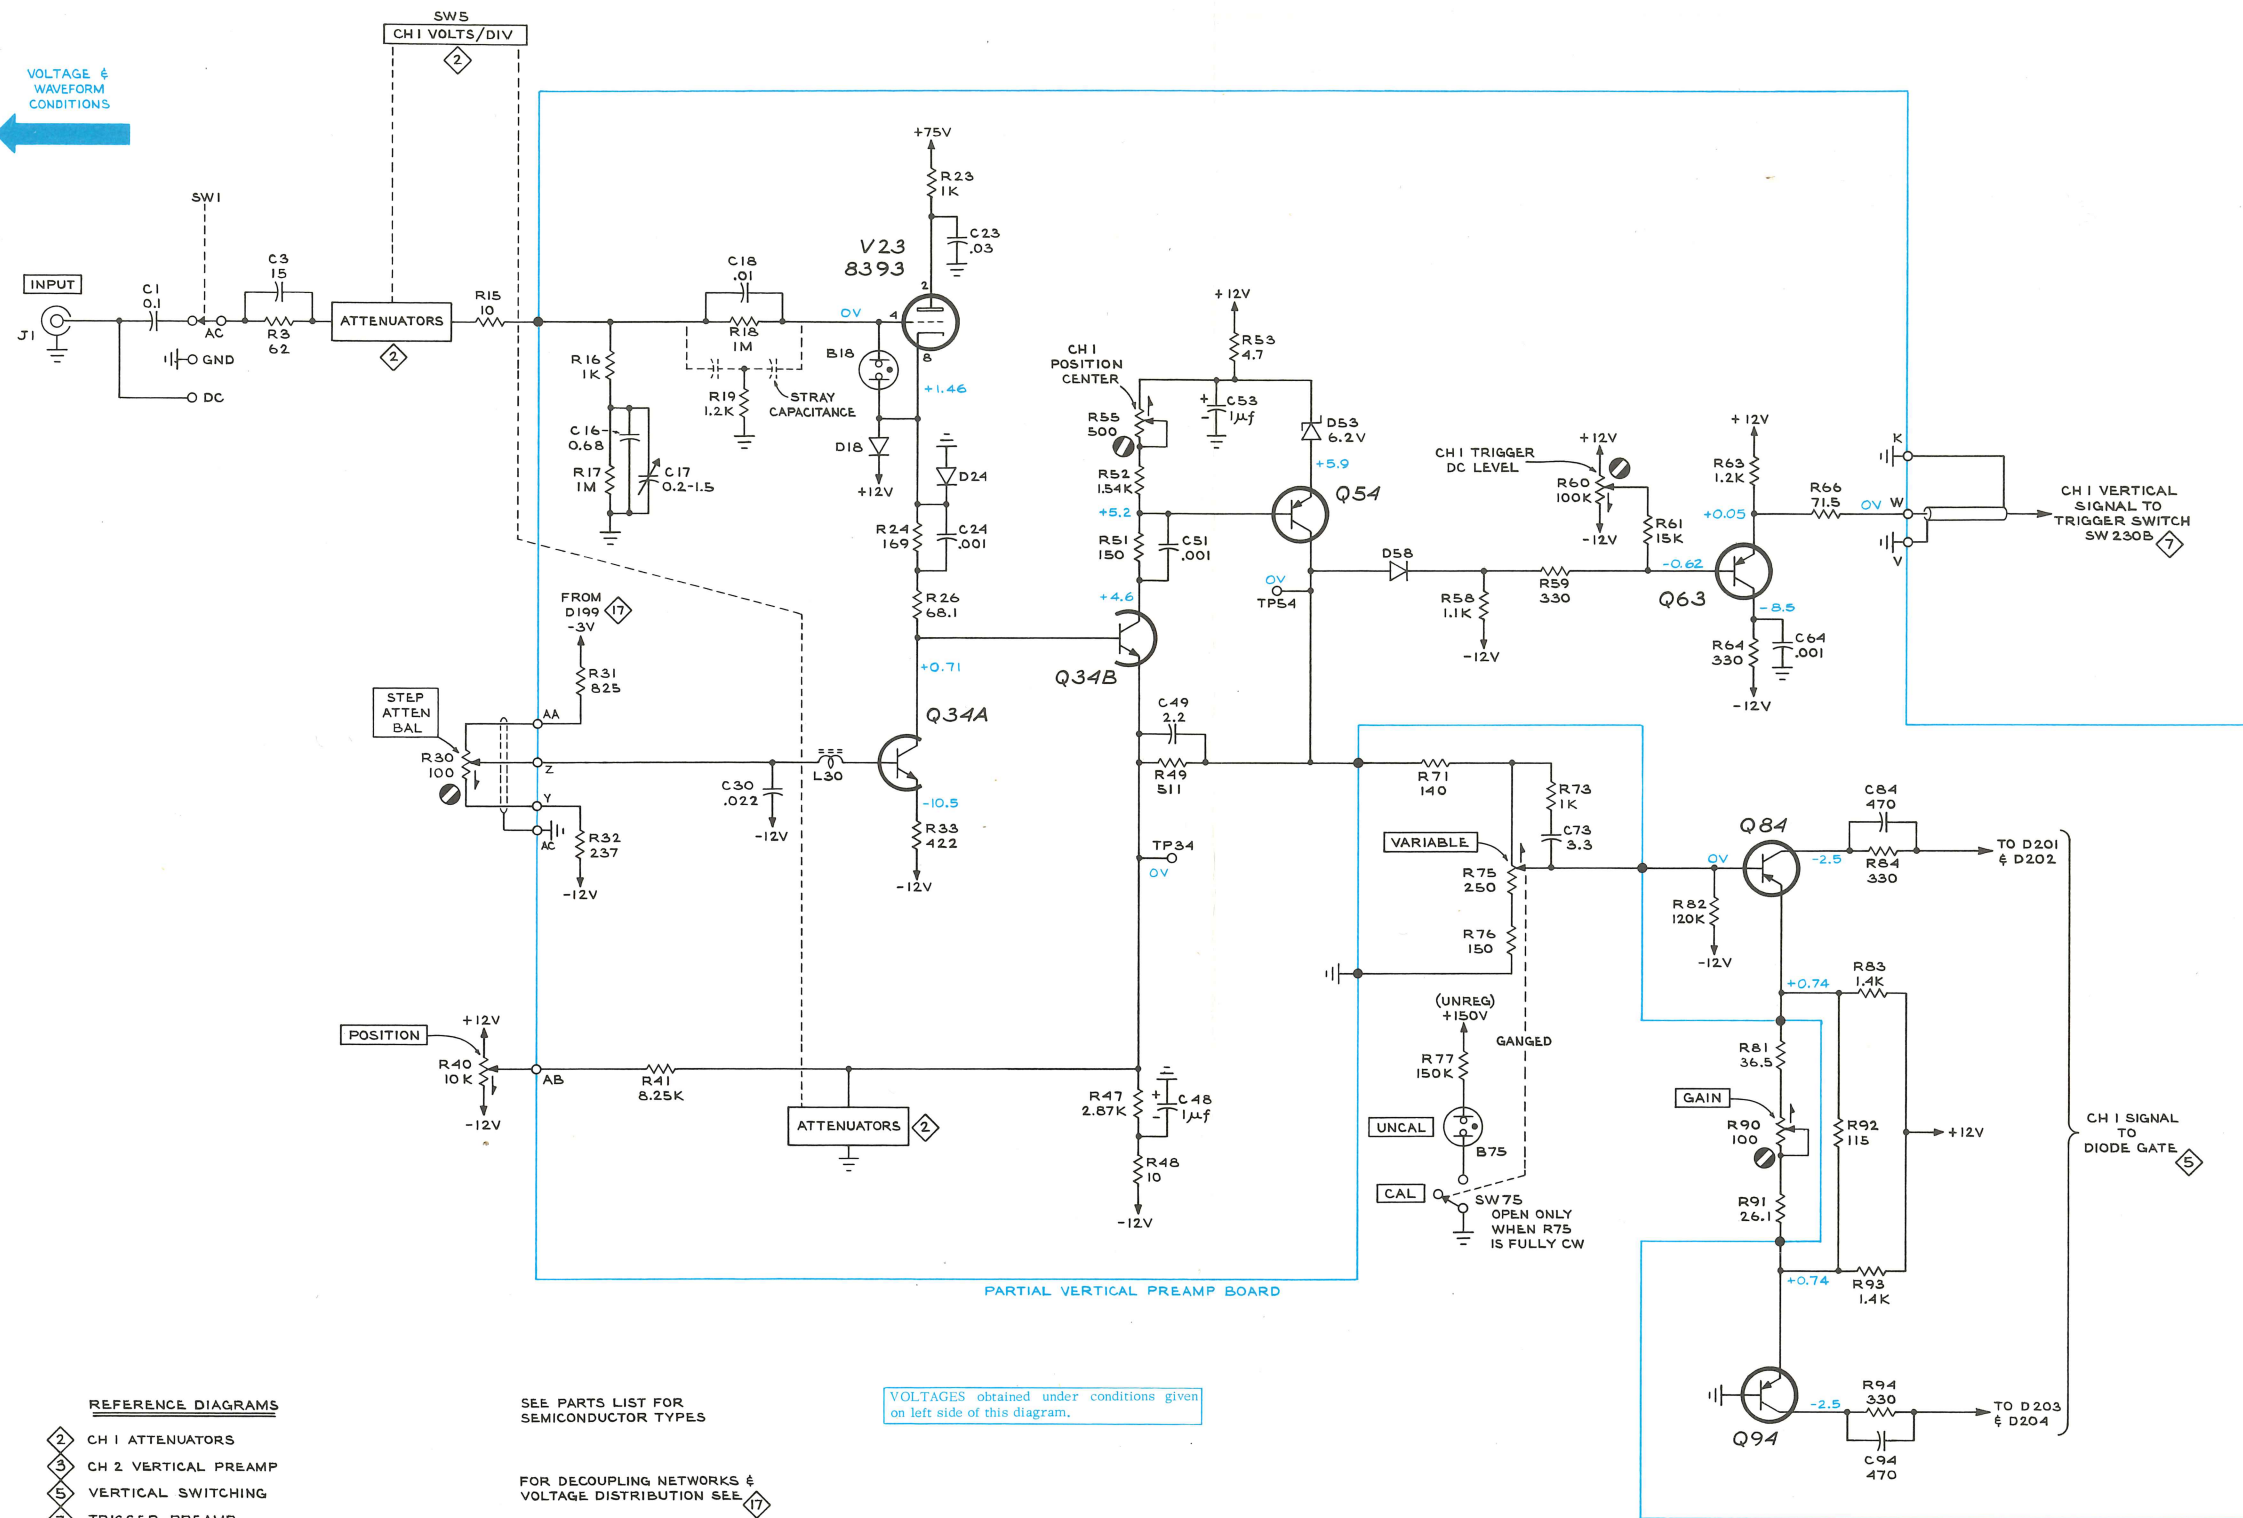 SW5
CH 1 VOLTS/DIV
2
VOLTAGE &
WAVEFORM
CONDITIONS
+75V
R23
1K
C23
.03
V23
8393
2
4
8
SW1
INPUT
J1
C1
0.1
AC
GND
DC
C3
15
R3
62
ATTENUATORS
2
R15
10
C18
.01
R18
1M
0V
B18
+1.46
R16
1K
R19
1.2K
STRAY
CAPACITANCE
C16
0.68
R17
1M
C17
0.2-1.5
D18
+12V
D24
R24
169
C24
.001
R26
68.1
+0.71
+12V
R53
4.7
CH 1
POSITION
CENTER
R55
500
+
-
C53
1μf
D53
6.2V
+5.9
R52
1.54K
+5.2
Q54
R51
150
C51
.001
+4.6
Q34B
0V
TP54
D58
CH 1 TRIGGER
DC LEVEL
+12V
R60
100K
-12V
R61
15K
R58
1.1K
-12V
R59
330
-0.62
Q63
+12V
R63
1.2K
+0.05
R66
71.5
0V
K
W
V
CH 1 VERTICAL
SIGNAL TO
TRIGGER SWITCH
SW 230B
7
-8.5
R64
330
C64
.001
-12V
FROM
D199
17
-3V
R31
825
STEP
ATTEN
BAL
R30
100
AA
Z
Y
AC
R32
237
-12V
C30
.022
-12V
L30
Q34A
-10.5
R33
422
-12V
C49
2.2
R49
511
TP34
0V
R71
140
R73
1K
C73
3.3
VARIABLE
R75
250
R76
150
0V
Q84
-2.5
C84
470
R84
330
TO D201
& D202
R82
120K
-12V
+0.74
R83
1.4K
R81
36.5
GAIN
R90
100
R92
115
+12V
R91
26.1
+0.74
R93
1.4K
CH 1 SIGNAL
TO
DIODE GATE
5
(UNREG)
+150V
GANGED
R77
150K
UNCAL
B75
CAL
SW75
OPEN ONLY
WHEN R75
IS FULLY CW
POSITION
+12V
R40
10K
-12V
AB
R41
8.25K
ATTENUATORS
2
R47
2.87K
+
-
C48
1μf
R48
10
-12V
PARTIAL VERTICAL PREAMP BOARD
Q94
-2.5
R94
330
C94
470
TO D203
& D204
REFERENCE DIAGRAMS
2 CH 1 ATTENUATORS
3 CH 2 VERTICAL PREAMP
5 VERTICAL SWITCHING
7 TRIGGER PREAMP
SEE PARTS LIST FOR
SEMICONDUCTOR TYPES
FOR DECOUPLING NETWORKS &
VOLTAGE DISTRIBUTION SEE 17
VOLTAGES obtained under conditions given
on left side of this diagram.